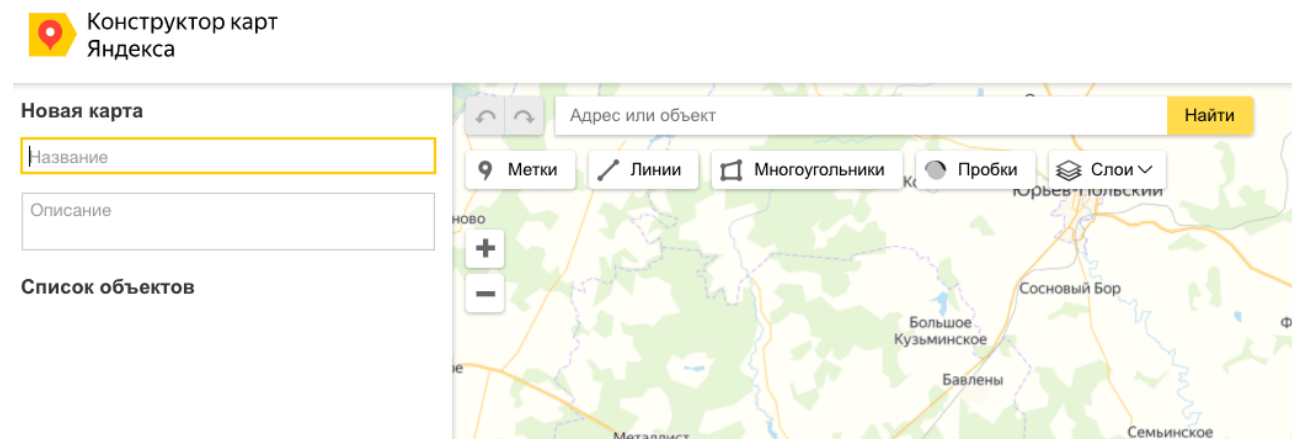 Конструктор карт
Яндекса
Новая карта
Название
Описание
Список объектов
Адрес или объект
Найти
Метки
Линии
Многоугольники
Пробки
Слои
Юрьев-Польский
Сосновый Бор
Большое
Кузьминское
Бавлены
Металлист
Семьинское